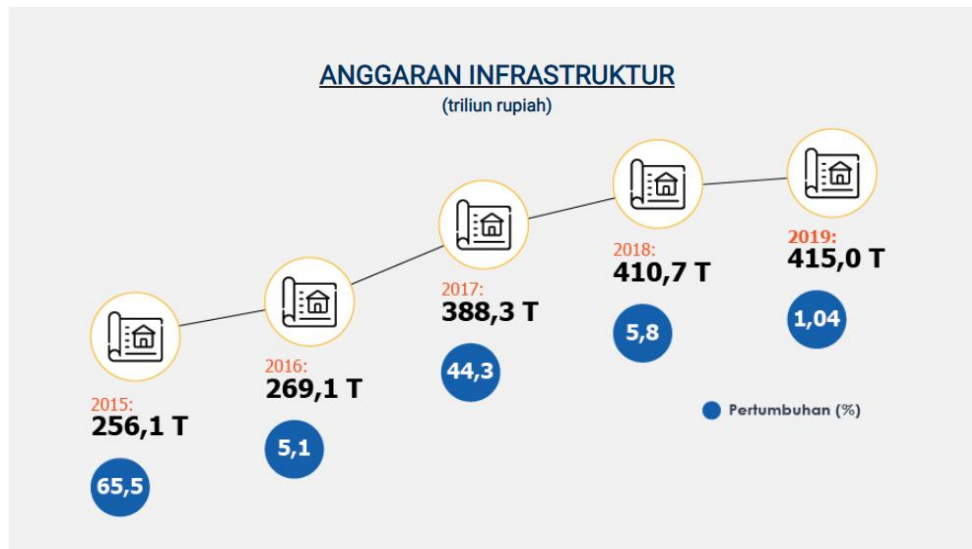 ANGGARAN INFRASTRUKTUR
(triliun rupiah)
2015:
256,1 T
65,5
2016:
269,1 T
5,1
2017:
388,3 T
44,3
2018:
410,7 T
5,8
2019:
415,0 T
1,04
Pertumbuhan (%)